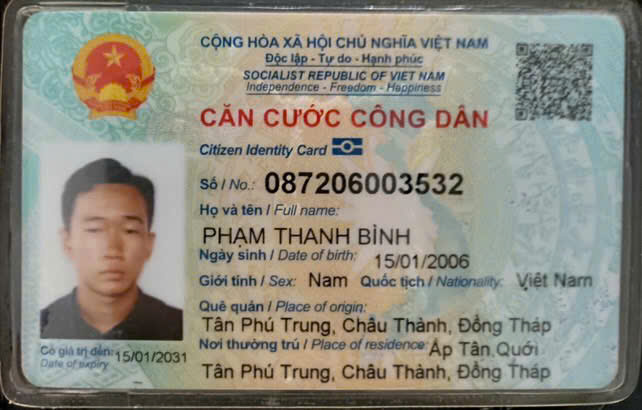 CỘNG HÒA XÃ HỘI CHỦ NGHĨA VIỆT NAM
Độc lập - Tự do - Hạnh phúc
SOCIALIST REPUBLIC OF VIET NAM
Independence - Freedom - Happiness
CĂN CƯỚC CÔNG DÂN
Citizen Identity Card
Số / No.: 087206003532
Họ và tên / Full name:
PHẠM THANH BÌNH
Ngày sinh / Date of birth: 15/01/2006
Giới tính / Sex: Nam Quốc tịch / Nationality: Việt Nam
Quê quán / Place of origin:
Tân Phú Trung, Châu Thành, Đồng Tháp
Nơi thường trú / Place of residence: Ấp Tân Quới
Tân Phú Trung, Châu Thành, Đồng Tháp
Có giá trị đến: 15/01/2031
Date of expiry